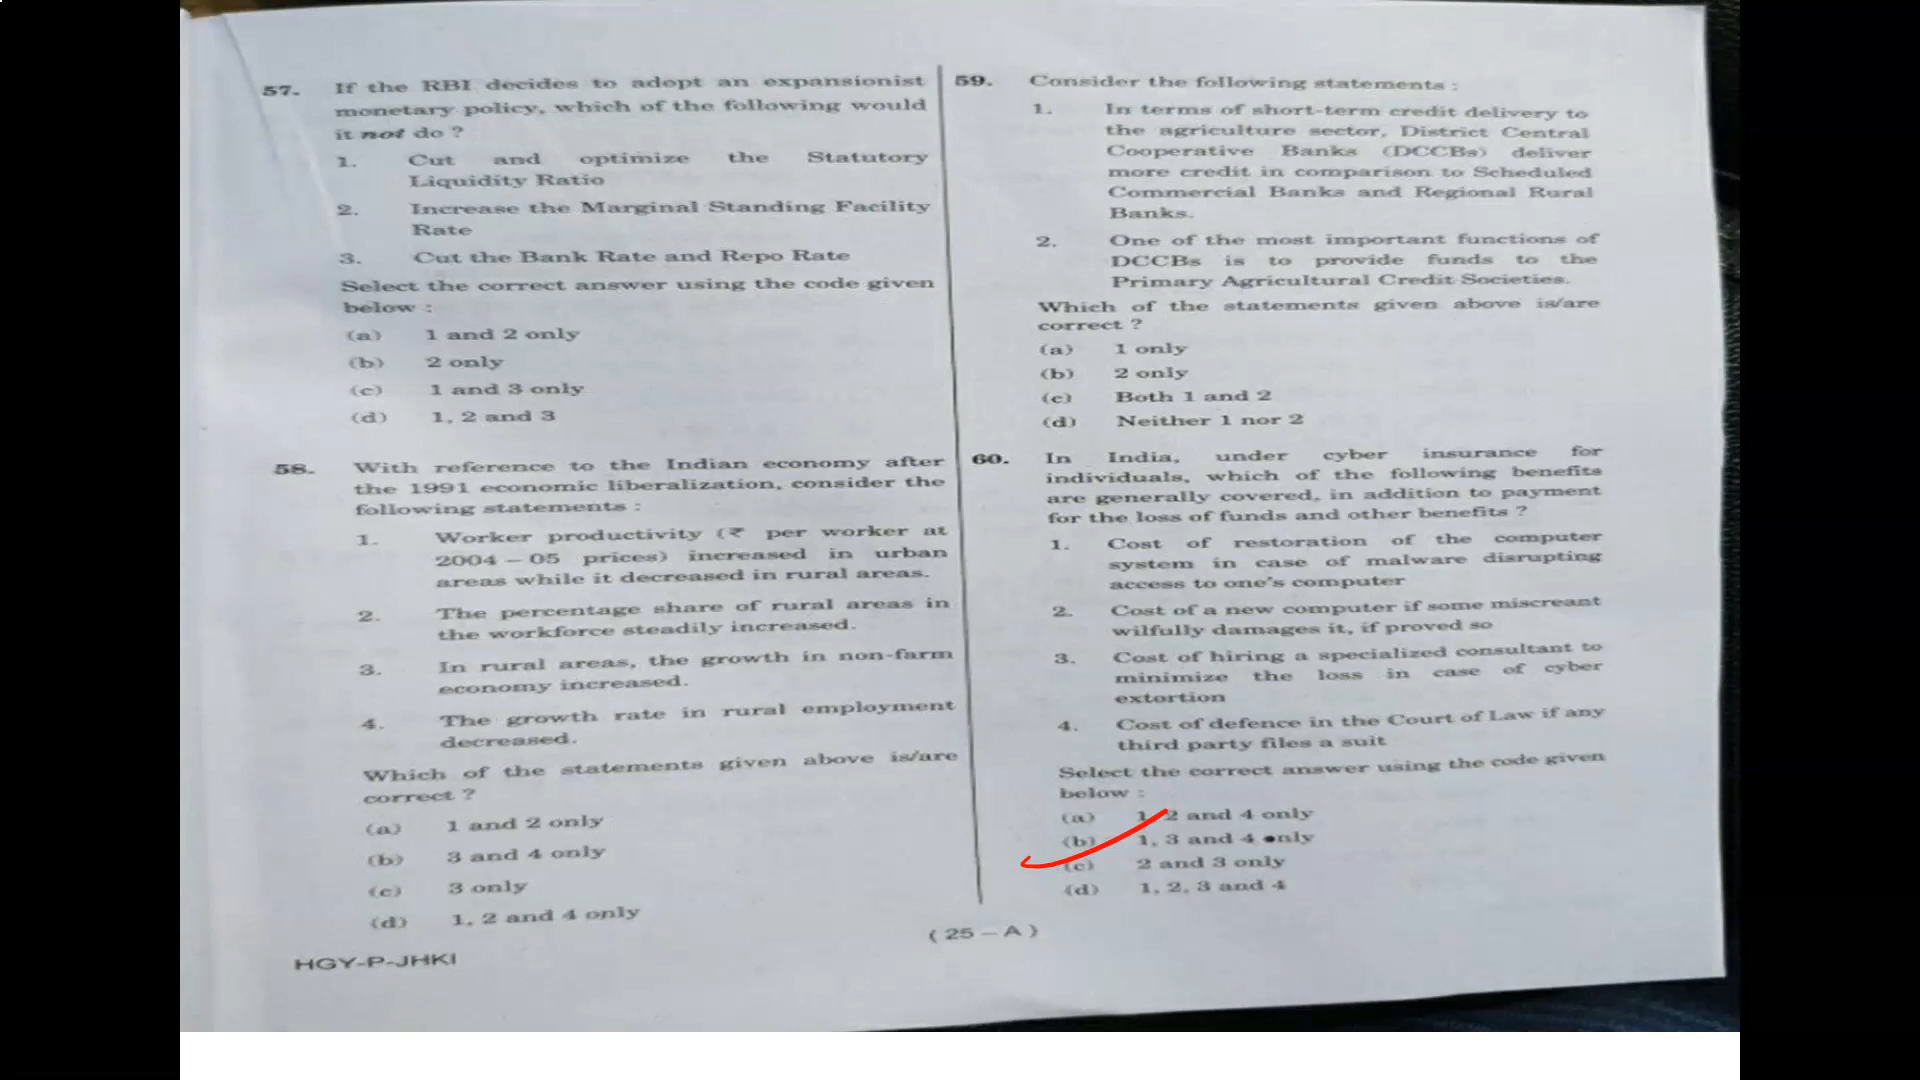 57. If the RBI decides to adopt an expansionist
monetary policy, which of the following would
it not do ?
1. Cut and optimize the Statutory
Liquidity Ratio
2. Increase the Marginal Standing Facility
Rate
3. Cut the Bank Rate and Repo Rate
Select the correct answer using the code given
below :
(a) 1 and 2 only
(b) 2 only
(c) 1 and 3 only
(d) 1, 2 and 3
58. With reference to the Indian economy after
the 1991 economic liberalization, consider the
following statements :
1. Worker productivity (₹ per worker at
2004 – 05 prices) increased in urban
areas while it decreased in rural areas.
2. The percentage share of rural areas in
the workforce steadily increased.
3. In rural areas, the growth in non-farm
economy increased.
4. The growth rate in rural employment
decreased.
Which of the statements given above is/are
correct ?
(a) 1 and 2 only
(b) 3 and 4 only
(c) 3 only
(d) 1, 2 and 4 only
59. Consider the following statements :
1. In terms of short-term credit delivery to
the agriculture sector, District Central
Cooperative Banks (DCCBs) deliver
more credit in comparison to Scheduled
Commercial Banks and Regional Rural
Banks.
2. One of the most important functions of
DCCBs is to provide funds to the
Primary Agricultural Credit Societies.
Which of the statements given above is/are
correct ?
(a) 1 only
(b) 2 only
(c) Both 1 and 2
(d) Neither 1 nor 2
60. In India, under cyber insurance for
individuals, which of the following benefits
are generally covered, in addition to payment
for the loss of funds and other benefits ?
1. Cost of restoration of the computer
system in case of malware disrupting
access to one's computer
2. Cost of a new computer if some miscreant
wilfully damages it, if proved so
3. Cost of hiring a specialized consultant to
minimize the loss in case of cyber
extortion
4. Cost of defence in the Court of Law if any
third party files a suit
Select the correct answer using the code given
below :
(a) 1, 2 and 4 only
(b) 1, 3 and 4 only
(c) 2 and 3 only
(d) 1, 2, 3 and 4
( 25 – A )
HGY-P-JHKI